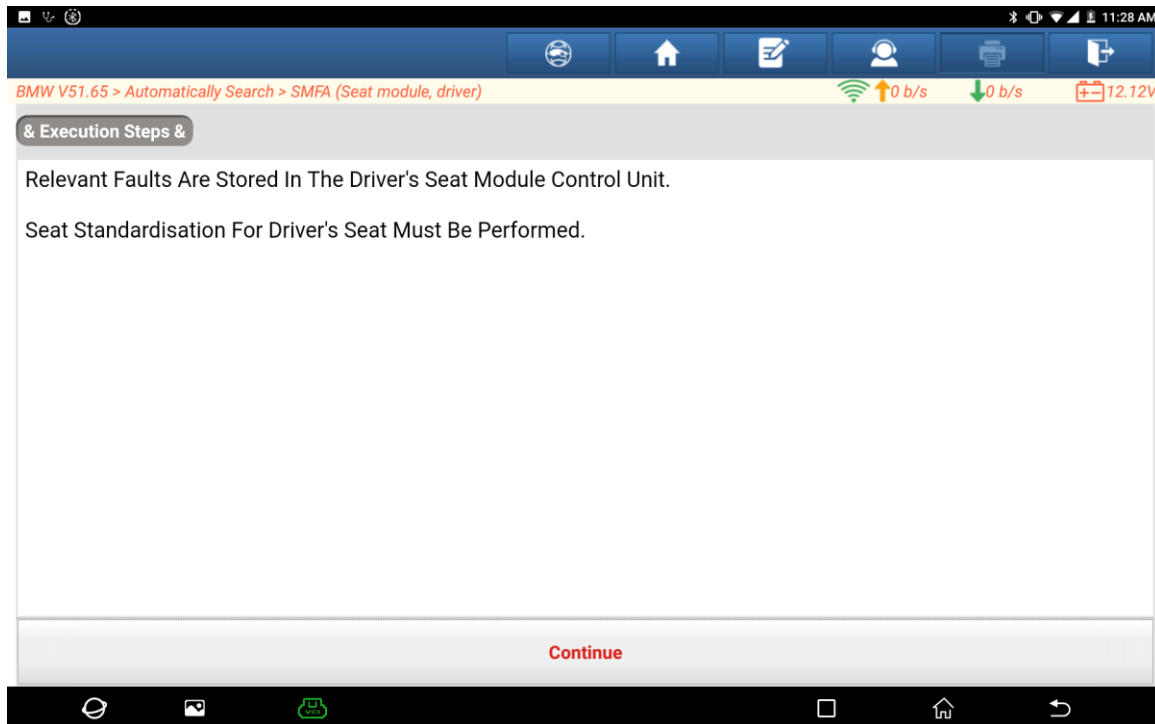 11:28 AM
BMW V51.65 > Automatically Search > SMFA (Seat module, driver)
0 b/s
0 b/s
12.12V
& Execution Steps &
Relevant Faults Are Stored In The Driver's Seat Module Control Unit.
Seat Standardisation For Driver's Seat Must Be Performed.
Continue
VCI